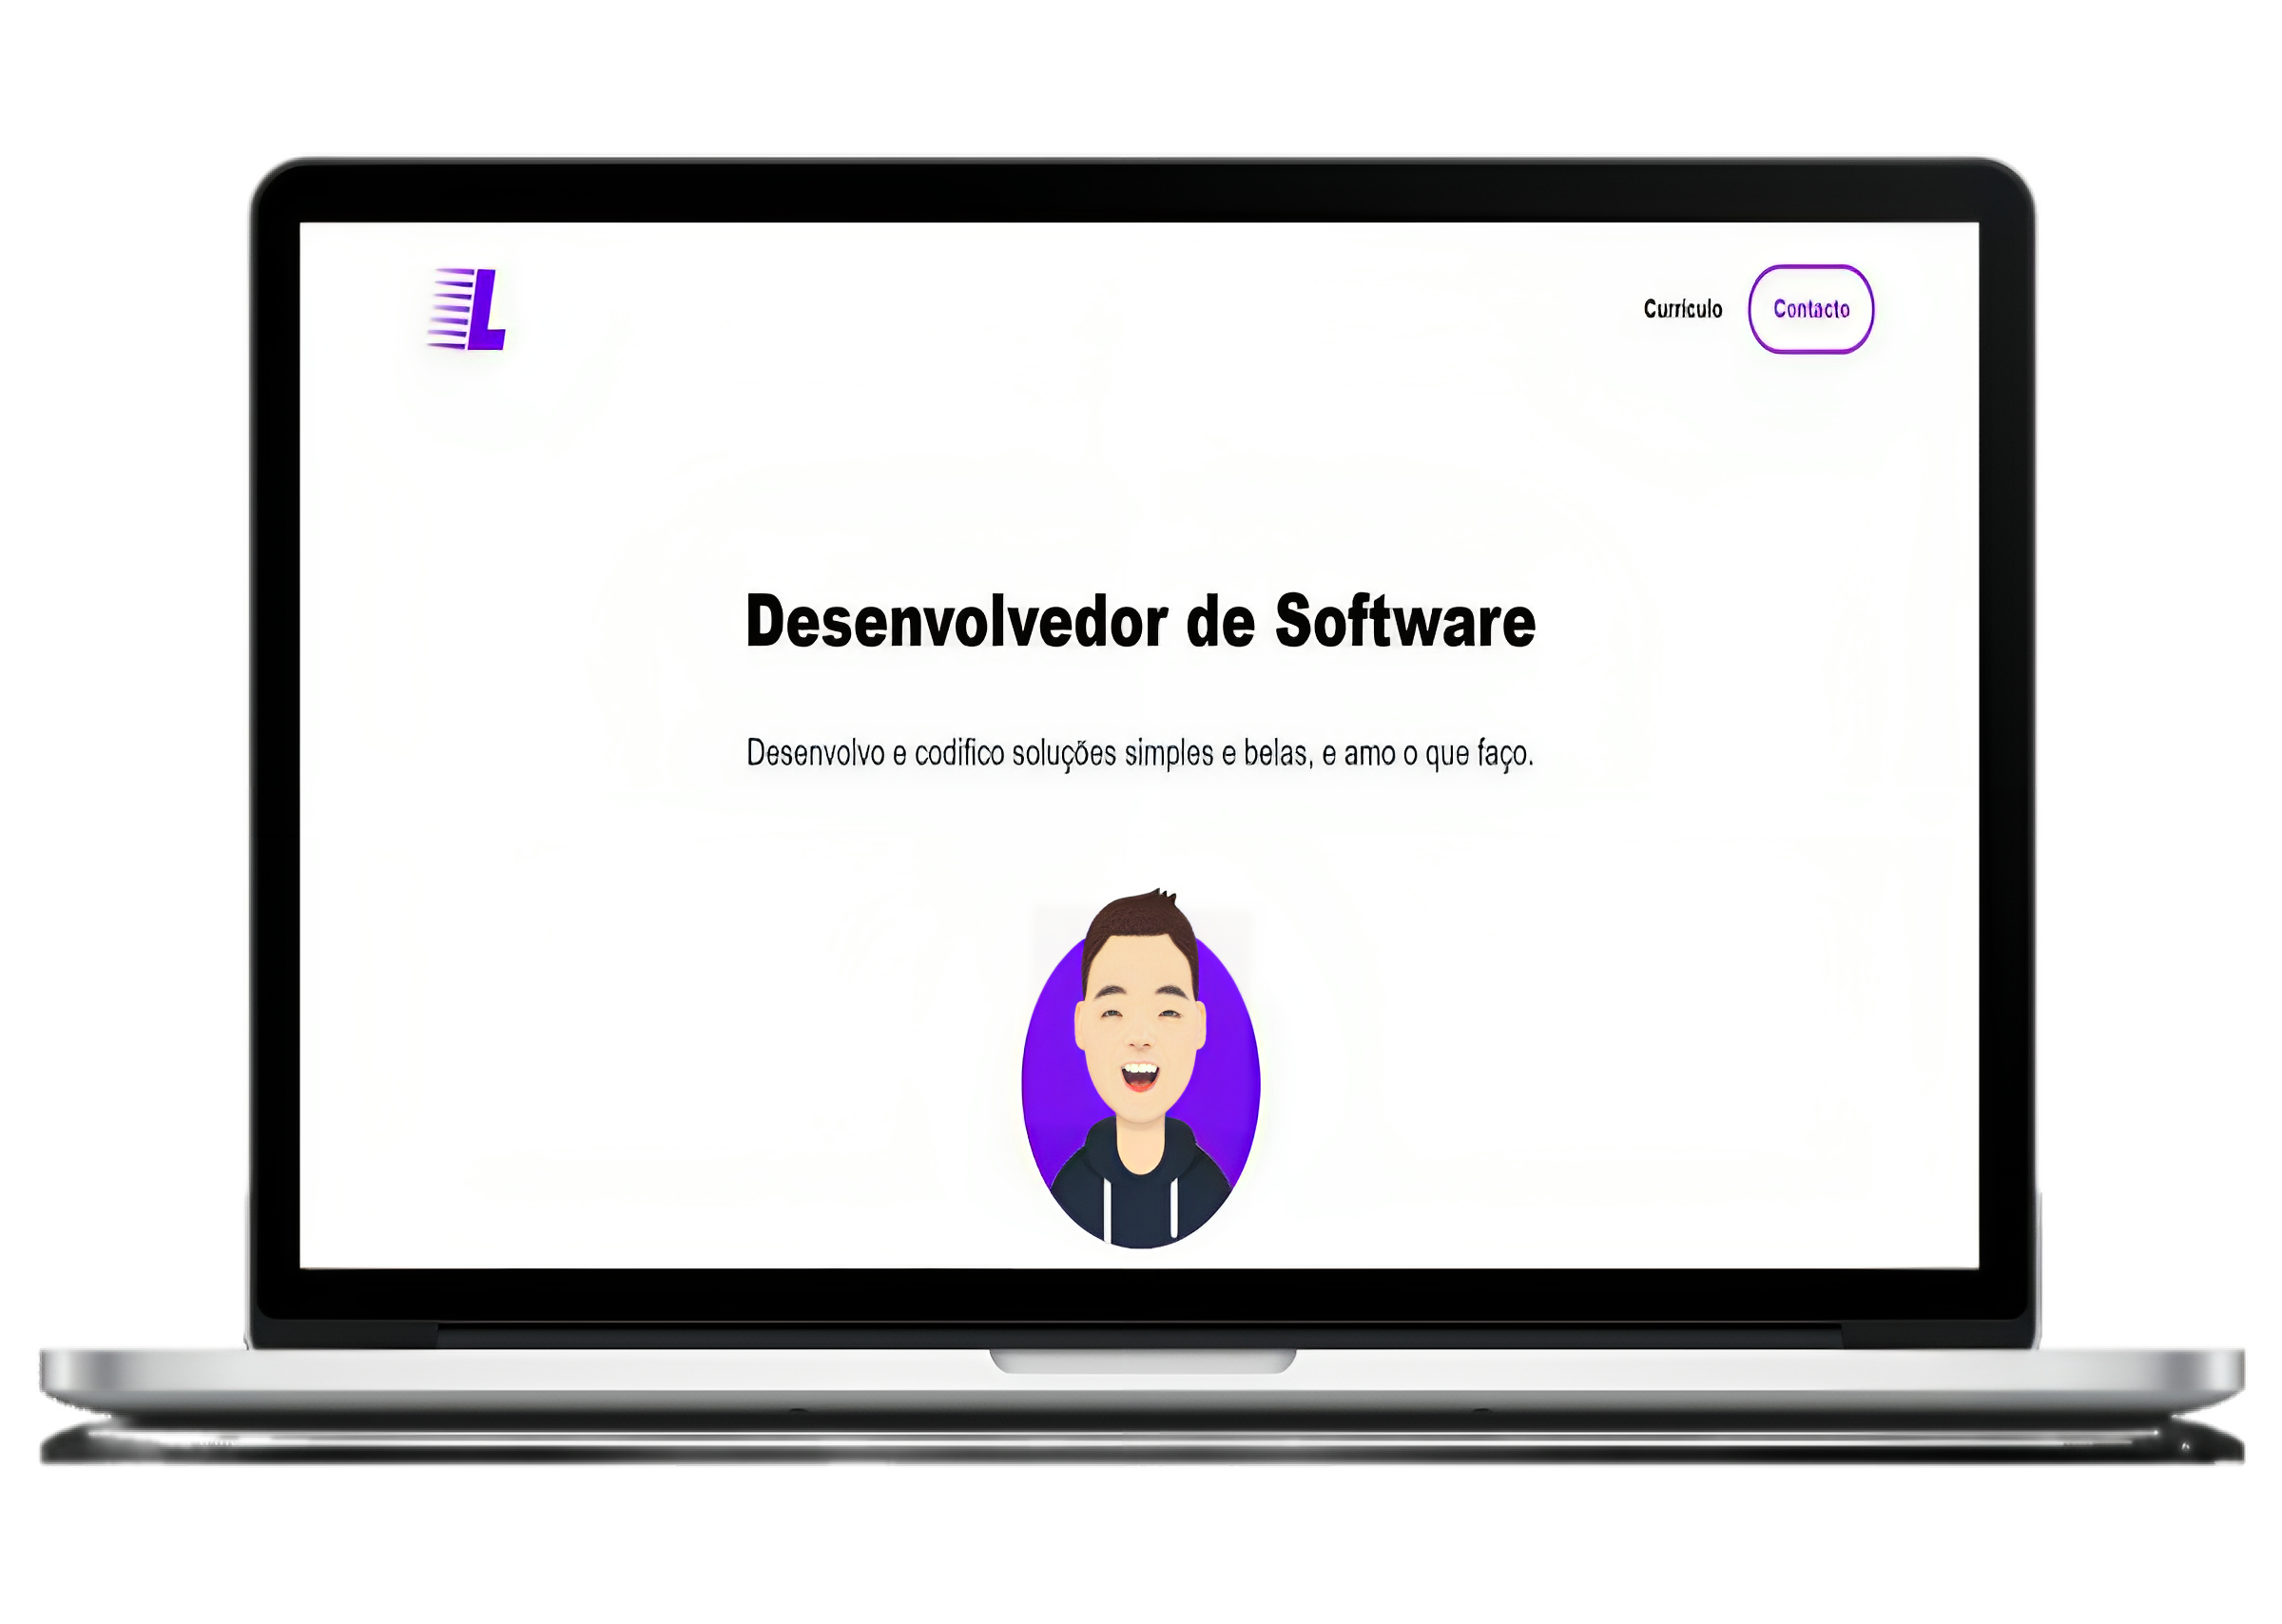 L
Currículo
Contacto
Desenvolvedor de Software
Desenvolvo e codifico soluções simples e belas, e amo o que faço.